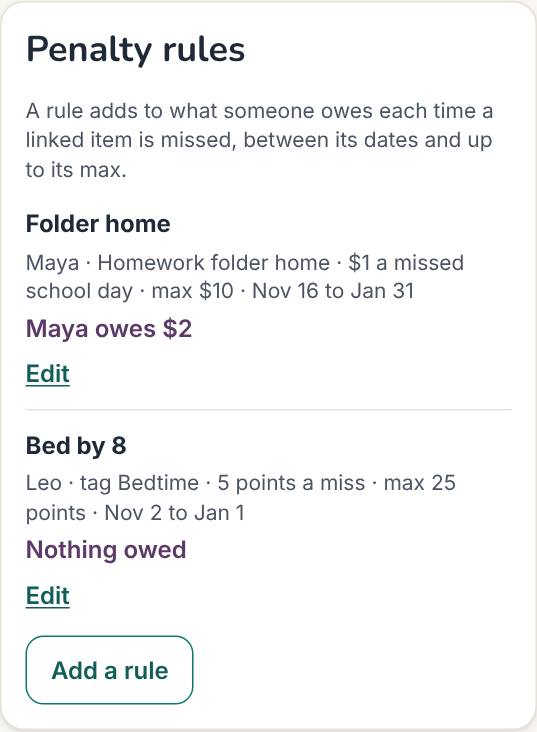 Penalty rules
A rule adds to what someone owes each time a
linked item is missed, between its dates and up
to its max.
Folder home
Maya · Homework folder home · $1 a missed
school day · max $10 · Nov 16 to Jan 31
Maya owes $2
Edit
Bed by 8
Leo · tag Bedtime · 5 points a miss · max 25
points · Nov 2 to Jan 1
Nothing owed
Edit
Add a rule